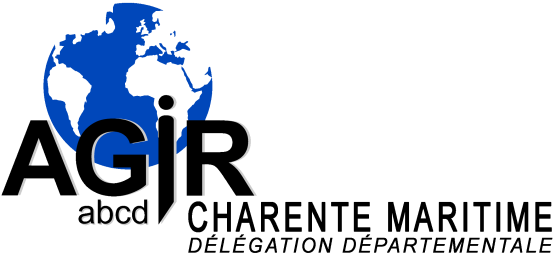 AGiR
abcd
CHARENTE MARITIME
DÉLÉGATION DÉPARTEMENTALE